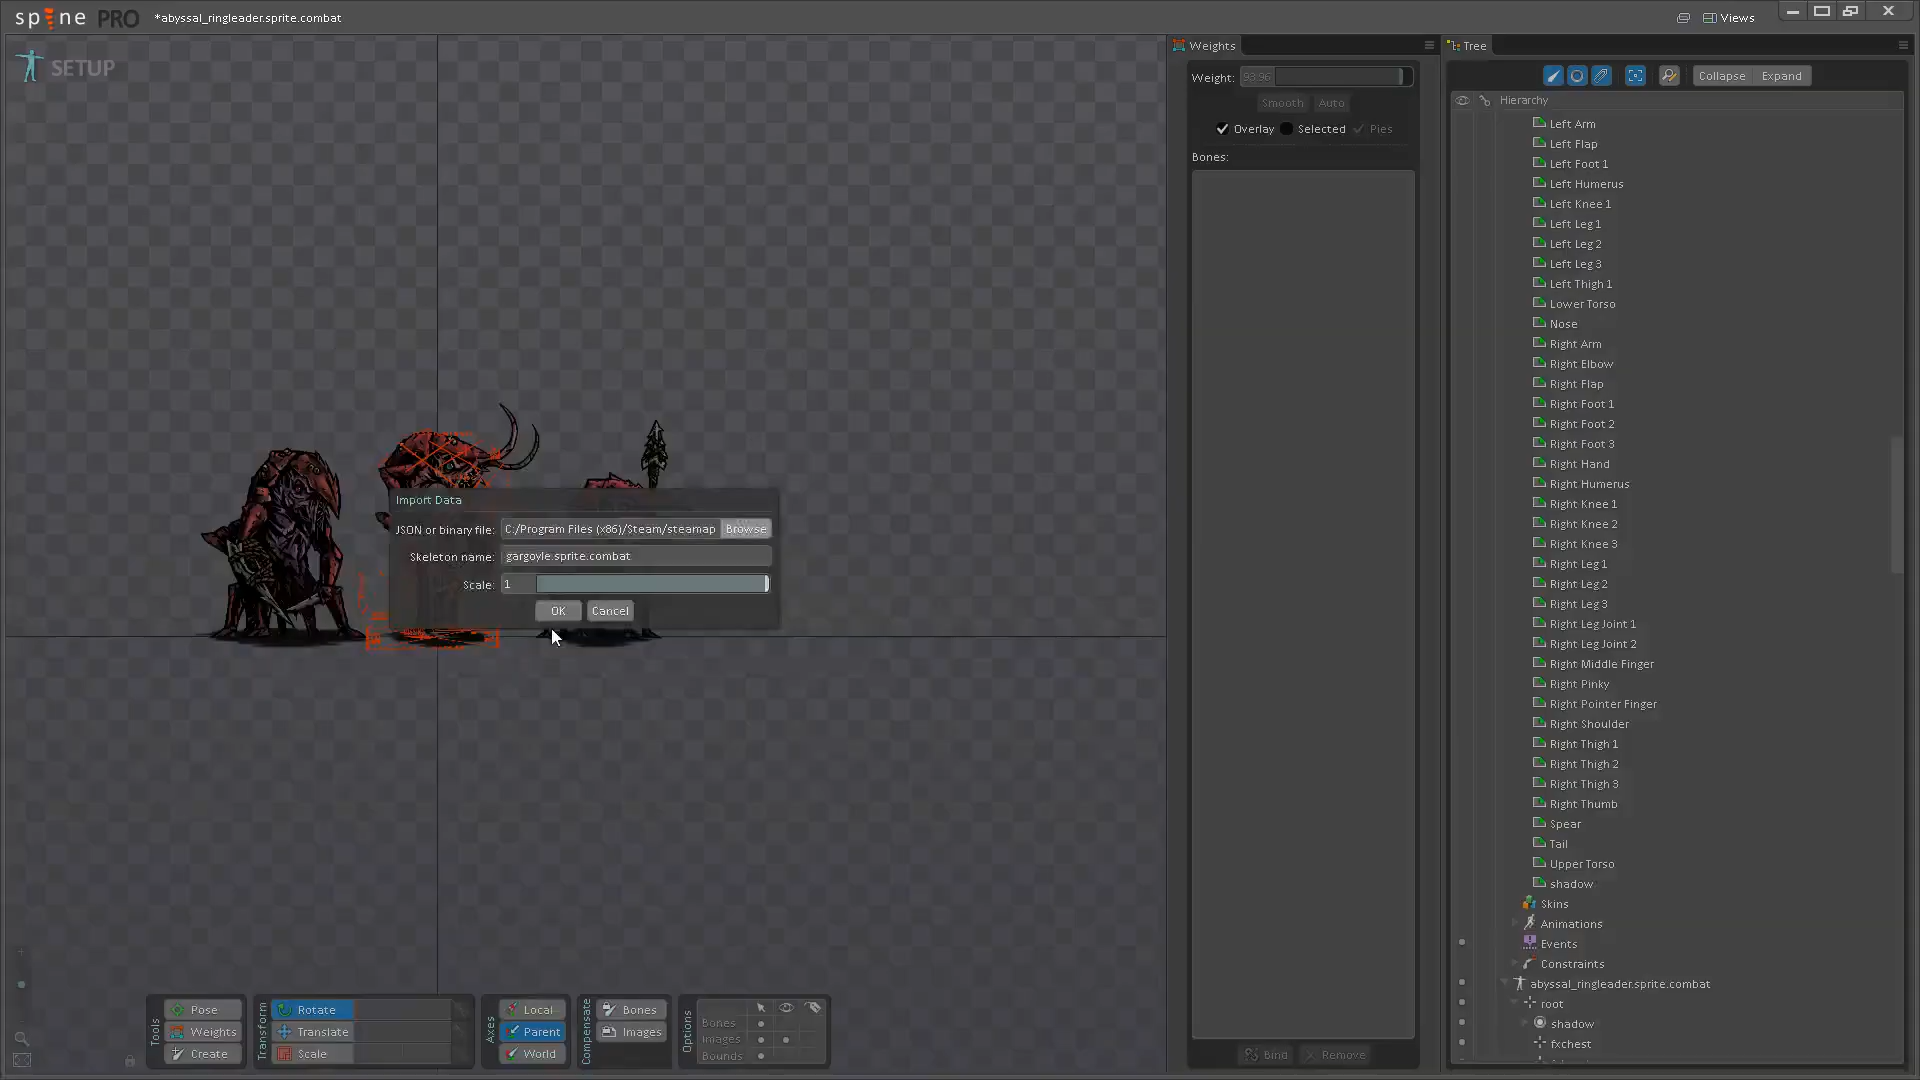 spine PRO
*abyssal_ringleader.sprite.combat
Views
SETUP
Weights
Tree
Weight: 93.96
Collapse
Expand
Smooth
Auto
Hierarchy
Overlay
Selected
Pies
Bones:
Left Arm
Left Flap
Left Foot 1
Left Humerus
Left Knee 1
Left Leg 1
Left Leg 2
Left Leg 3
Left Thigh 1
Lower Torso
Nose
Right Arm
Right Elbow
Right Flap
Right Foot 1
Right Foot 2
Right Foot 3
Right Hand
Right Humerus
Right Knee 1
Right Knee 2
Right Knee 3
Right Leg 1
Right Leg 2
Right Leg 3
Right Leg Joint 1
Right Leg Joint 2
Right Middle Finger
Right Pinky
Right Pointer Finger
Right Shoulder
Right Thigh 1
Right Thigh 2
Right Thigh 3
Right Thumb
Spear
Tail
Upper Torso
shadow
Skins
Animations
Events
Constraints
abyssal_ringleader.sprite.combat
root
shadow
fxchest
Import Data
JSON or binary file: C:/Program Files (x86)/Steam/steamap
Browse
Skeleton name: gargoyle.sprite.combat
Scale: 1
OK
Cancel
Tools
Pose
Weights
Create
Transform
Rotate
Translate
Scale
Axes
Local
Parent
World
Compensate
Bones
Images
Options
Bones
Images
Bounds
Bind
Remove